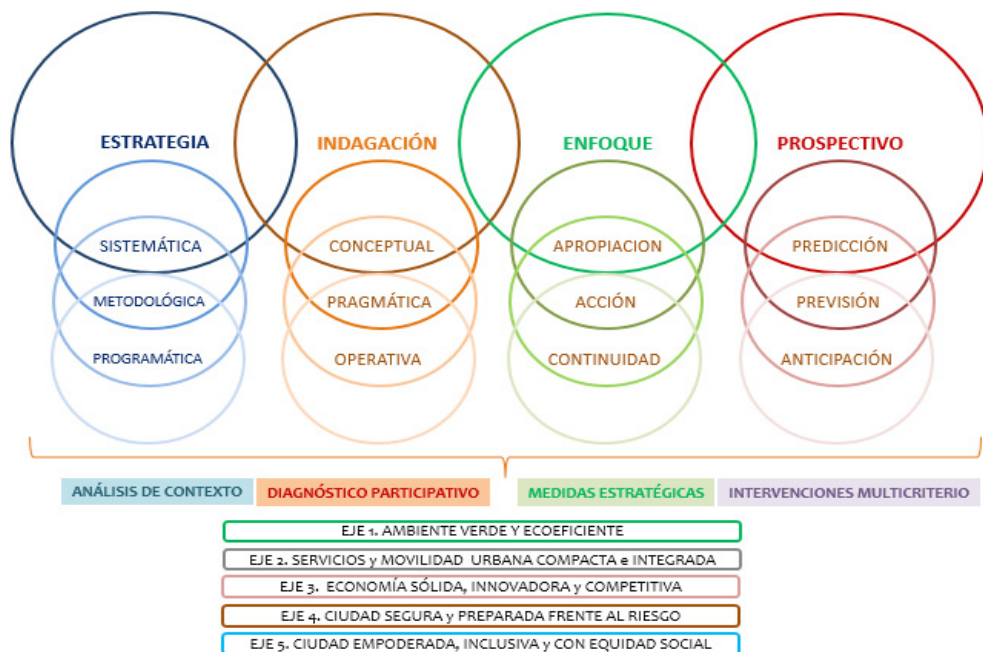 ESTRATEGIA INDAGACIÓN ENFOQUE PROSPECTIVO
SISTEMÁTICA CONCEPTUAL APROPIACION PREDICCIÓN
METODOLÓGICA PRAGMÁTICA ACCIÓN PREVISIÓN
PROGRAMÁTICA OPERATIVA CONTINUIDAD ANTICIPACIÓN
ANÁLISIS DE CONTEXTO DIAGNÓSTICO PARTICIPATIVO MEDIDAS ESTRATÉGICAS INTERVENCIONES MULTICRITERIO
EJE 1. AMBIENTE VERDE Y ECOEFICIENTE
EJE 2. SERVICIOS y MOVILIDAD URBANA COMPACTA e INTEGRADA
EJE 3. ECONOMÍA SÓLIDA, INNOVADORA y COMPETITIVA
EJE 4. CIUDAD SEGURA y PREPARADA FRENTE AL RIESGO
EJE 5. CIUDAD EMPODERADA, INCLUSIVA y CON EQUIDAD SOCIAL